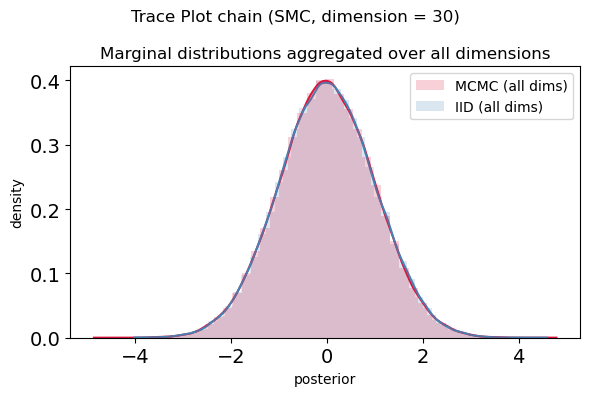 Trace Plot chain (SMC, dimension = 30)
Marginal distributions aggregated over all dimensions
MCMC (all dims)
IID (all dims)
density
0.4
0.3
0.2
0.1
0.0
−4
−2
0
2
4
posterior